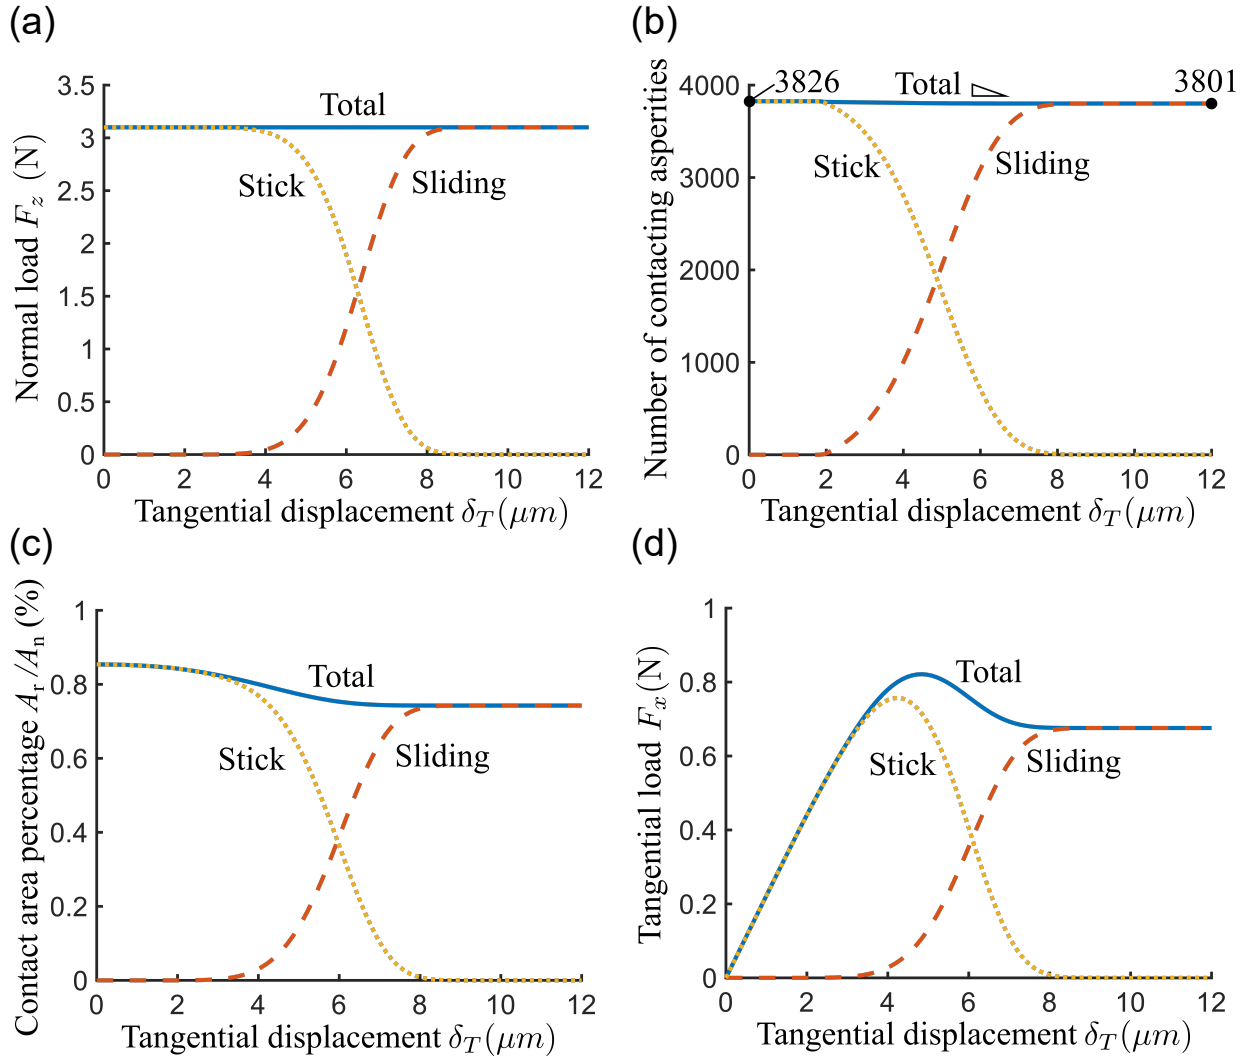 (a)
Normal load F_z (N)
3.5
3
2.5
2
1.5
1
0.5
0
Total
Stick
Sliding
0 2 4 6 8 10 12
Tangential displacement δ_T(μm)
(b)
Number of contacting asperities
4000
3000
2000
1000
0
3826
Total
3801
Stick
Sliding
0 2 4 6 8 10 12
Tangential displacement δ_T(μm)
(c)
Contact area percentage A_r/A_n (%)
1
0.8
0.6
0.4
0.2
0
Total
Stick
Sliding
0 2 4 6 8 10 12
Tangential displacement δ_T(μm)
(d)
Tangential load F_x(N)
1
0.8
0.6
0.4
0.2
0
Total
Stick
Sliding
0 2 4 6 8 10 12
Tangential displacement δ_T(μm)